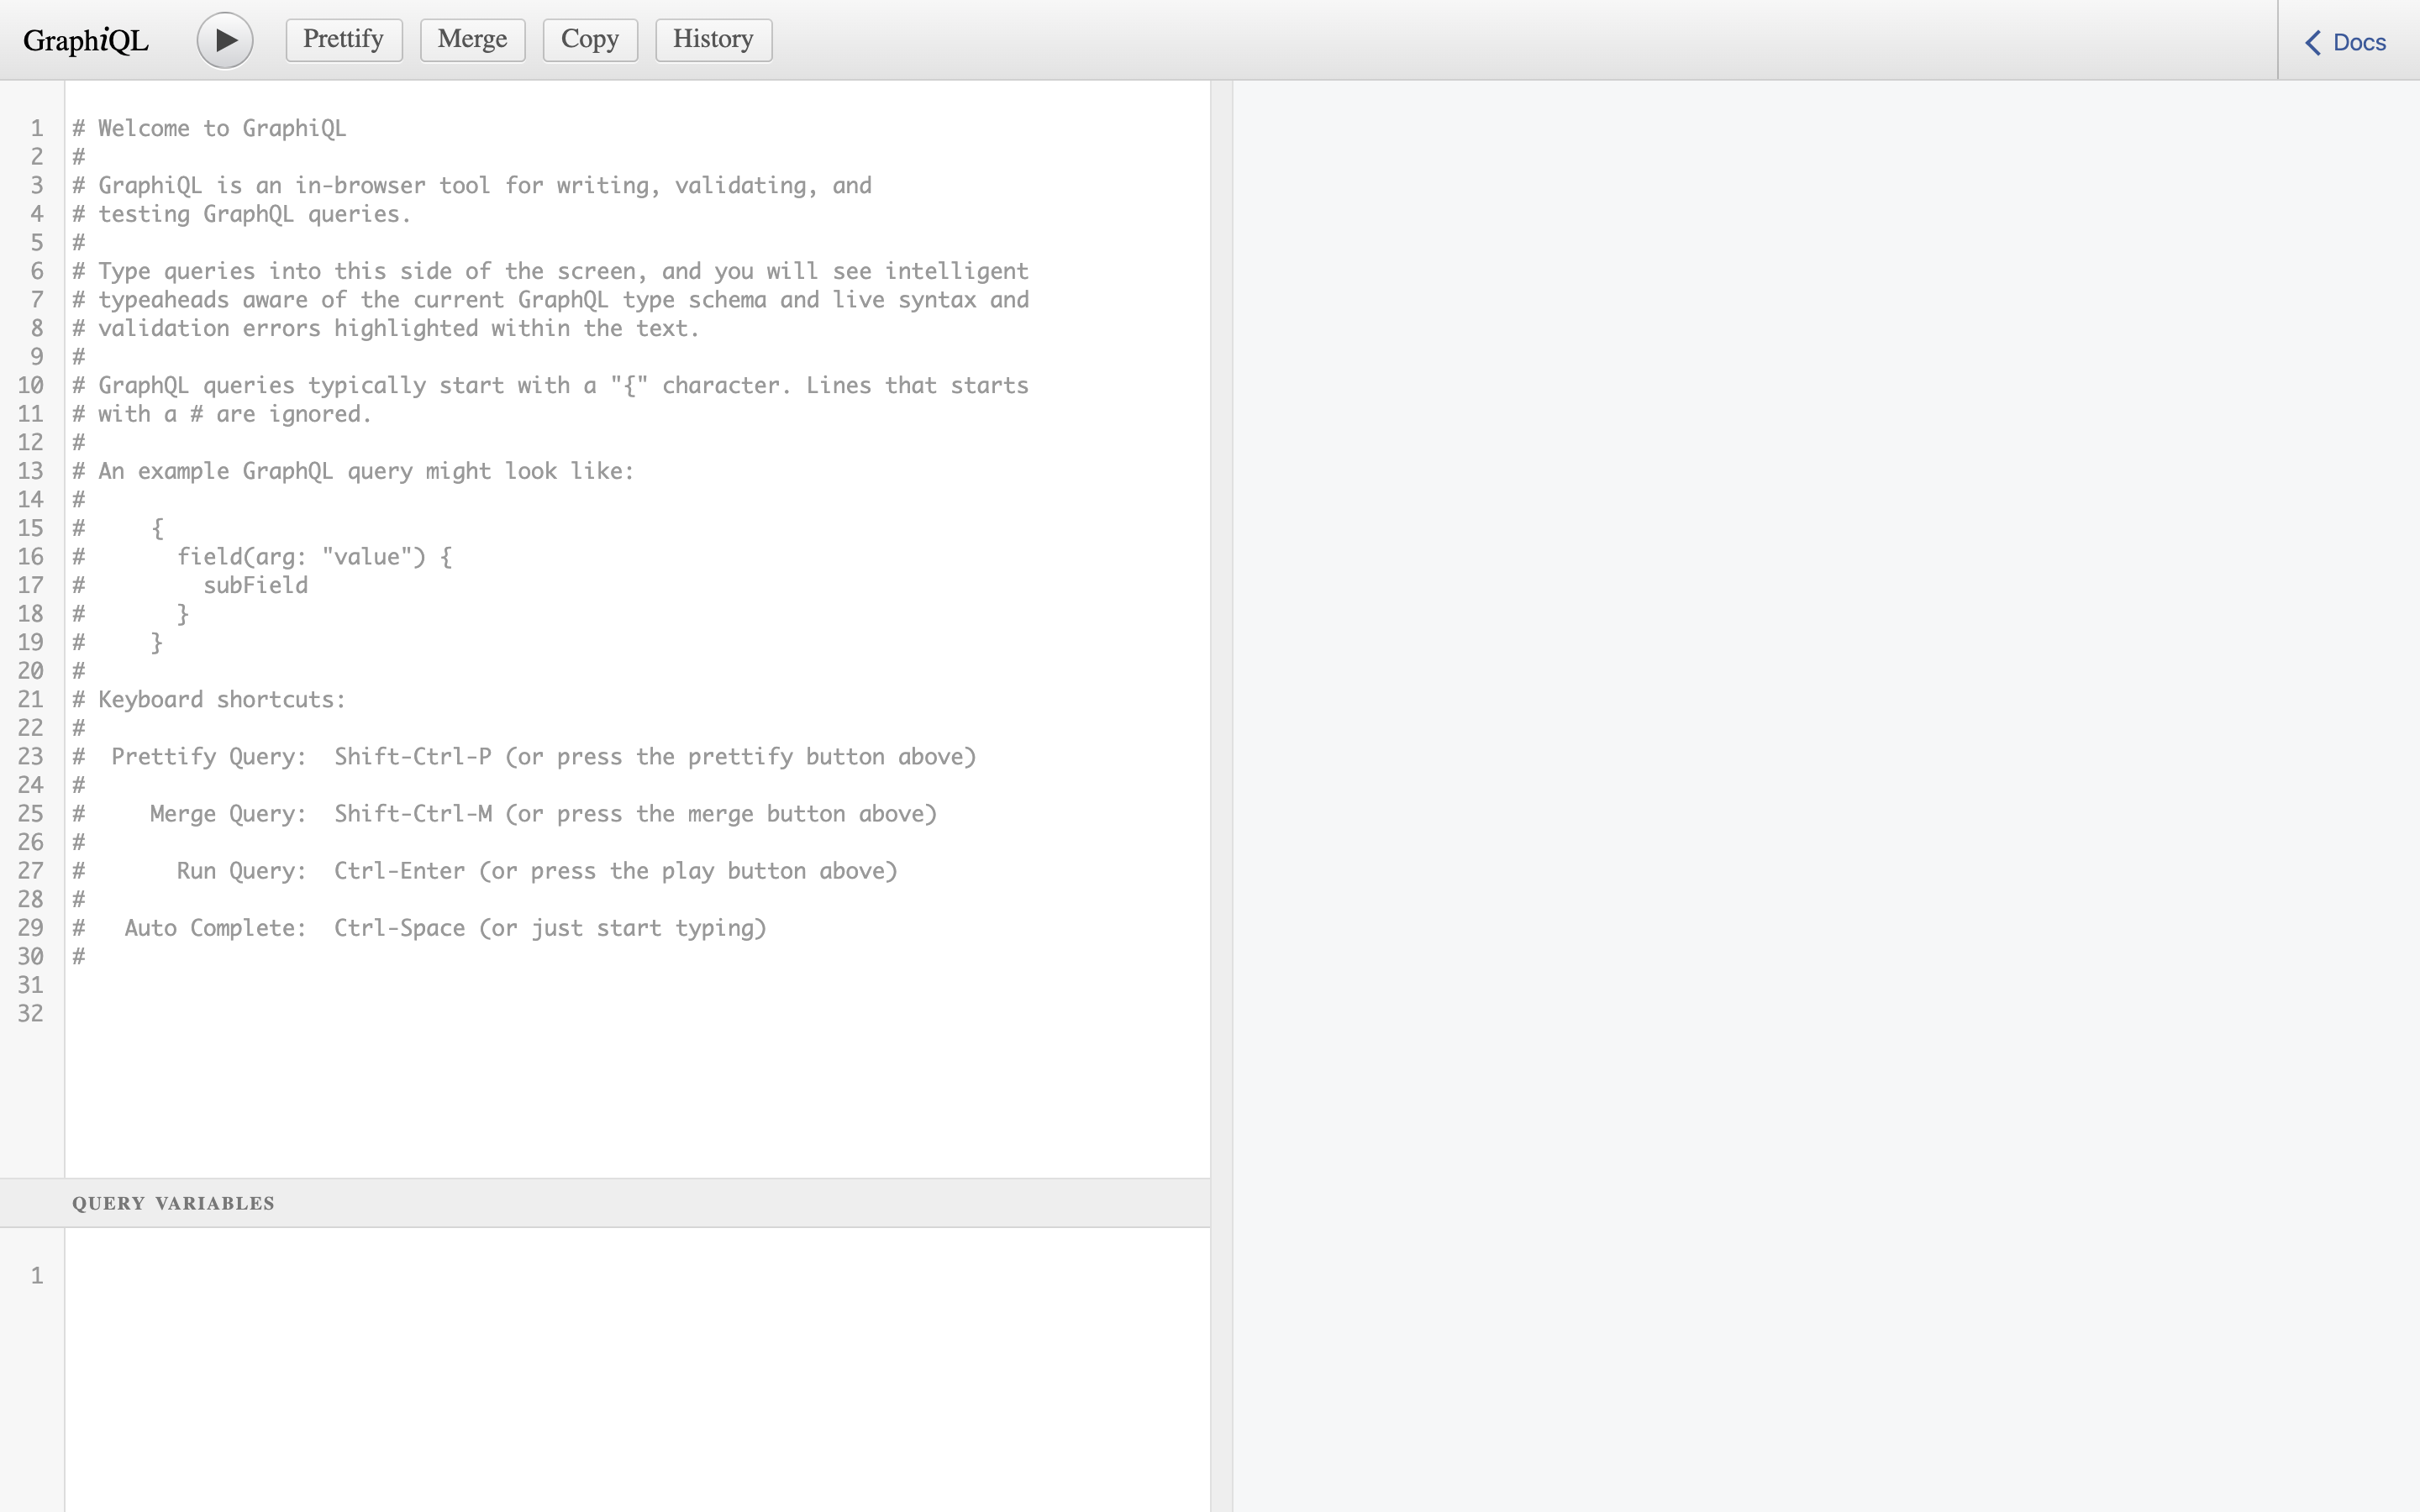 GraphiQL
Prettify
Merge
Copy
History
Docs
1 # Welcome to GraphiQL
2 #
3 # GraphiQL is an in-browser tool for writing, validating, and
4 # testing GraphQL queries.
5 #
6 # Type queries into this side of the screen, and you will see intelligent
7 # typeaheads aware of the current GraphQL type schema and live syntax and
8 # validation errors highlighted within the text.
9 #
10 # GraphQL queries typically start with a "{" character. Lines that starts
11 # with a # are ignored.
12 #
13 # An example GraphQL query might look like:
14 #
15 #     {
16 #       field(arg: "value") {
17 #         subField
18 #       }
19 #     }
20 #
21 # Keyboard shortcuts:
22 #
23 #  Prettify Query:  Shift-Ctrl-P (or press the prettify button above)
24 #
25 #     Merge Query:  Shift-Ctrl-M (or press the merge button above)
26 #
27 #       Run Query:  Ctrl-Enter (or press the play button above)
28 #
29 #   Auto Complete:  Ctrl-Space (or just start typing)
30 #
31
32
QUERY VARIABLES
1